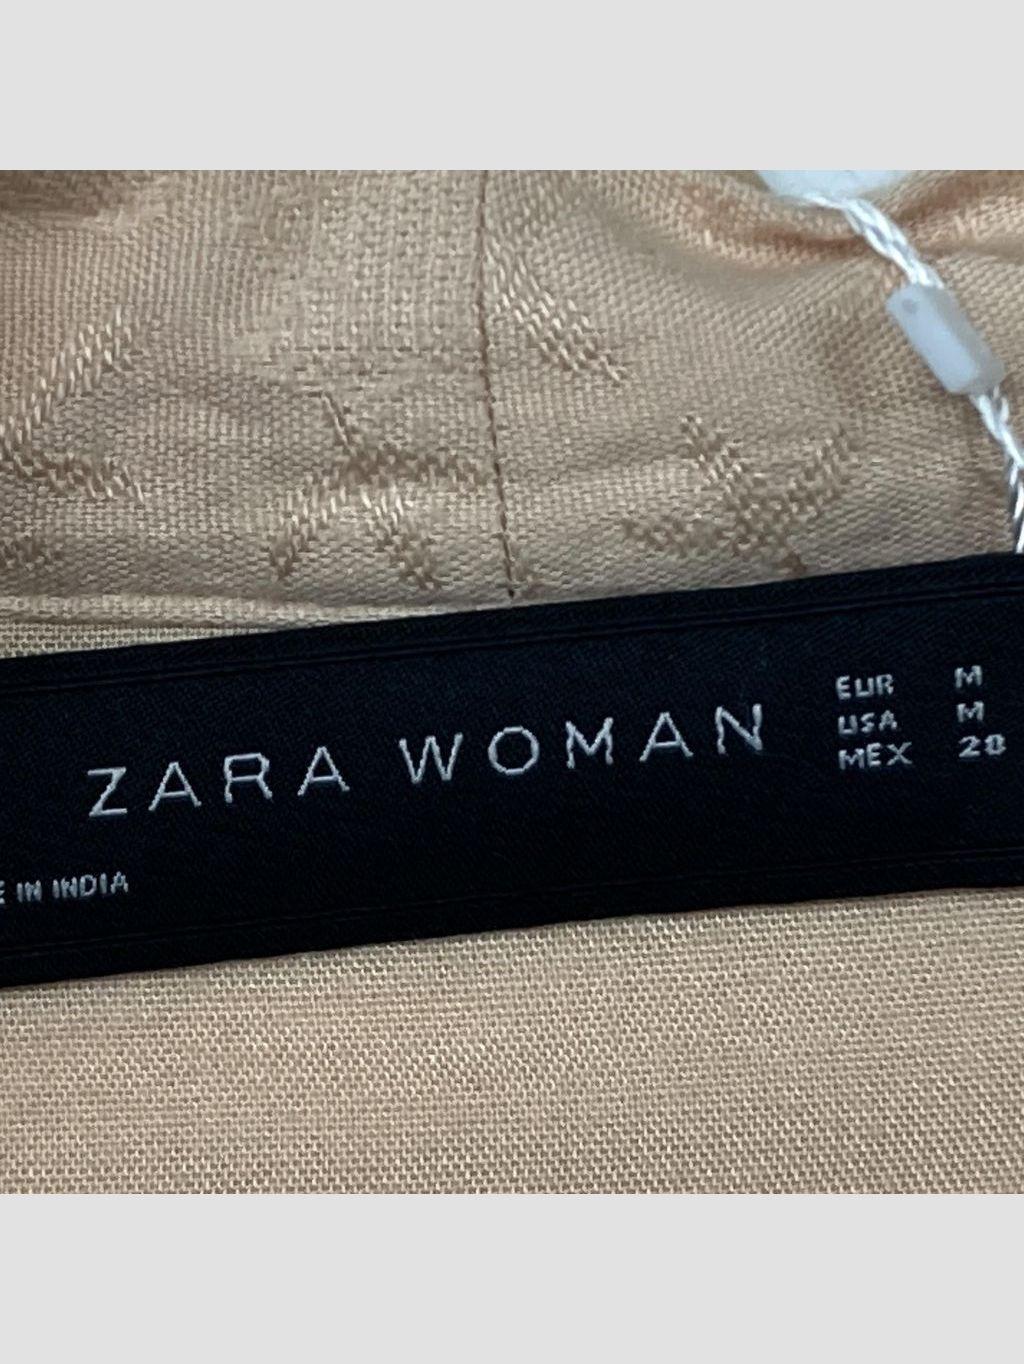 ZARA WOMAN
EUR M
USA M
MEX 28
E IN INDIA